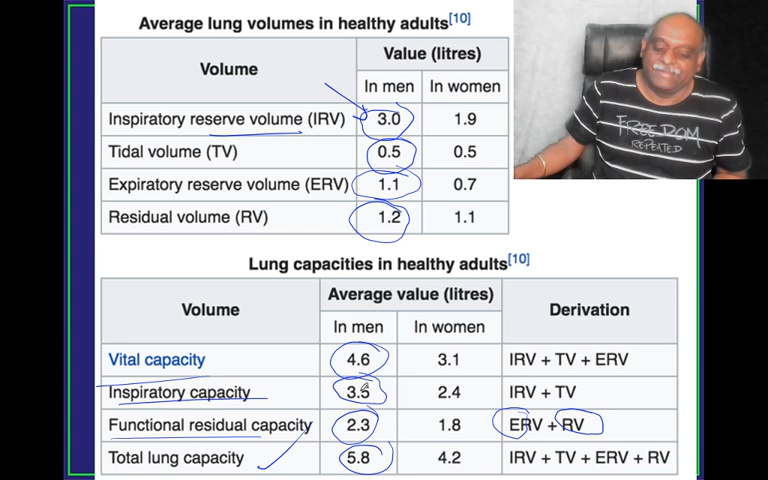 Average lung volumes in healthy adults[10]
Volume Value (litres)
In men In women
Inspiratory reserve volume (IRV) 3.0 1.9
Tidal volume (TV) 0.5 0.5
Expiratory reserve volume (ERV) 1.1 0.7
Residual volume (RV) 1.2 1.1
FREEDOM
REPEATED
Lung capacities in healthy adults[10]
Volume Average value (litres) Derivation
In men In women
Vital capacity 4.6 3.1 IRV + TV + ERV
Inspiratory capacity 3.5 2.4 IRV + TV
Functional residual capacity 2.3 1.8 ERV + RV
Total lung capacity 5.8 4.2 IRV + TV + ERV + RV